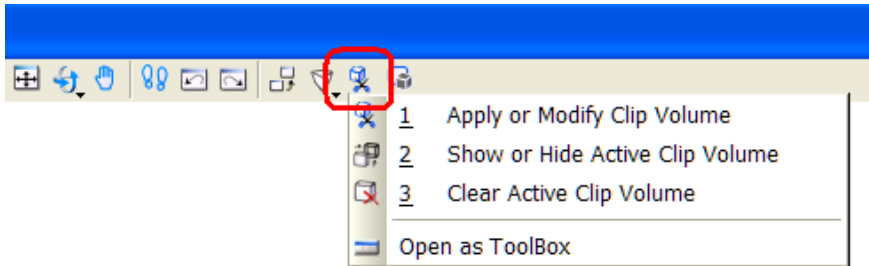 1 Apply or Modify Clip Volume
2 Show or Hide Active Clip Volume
3 Clear Active Clip Volume
Open as ToolBox